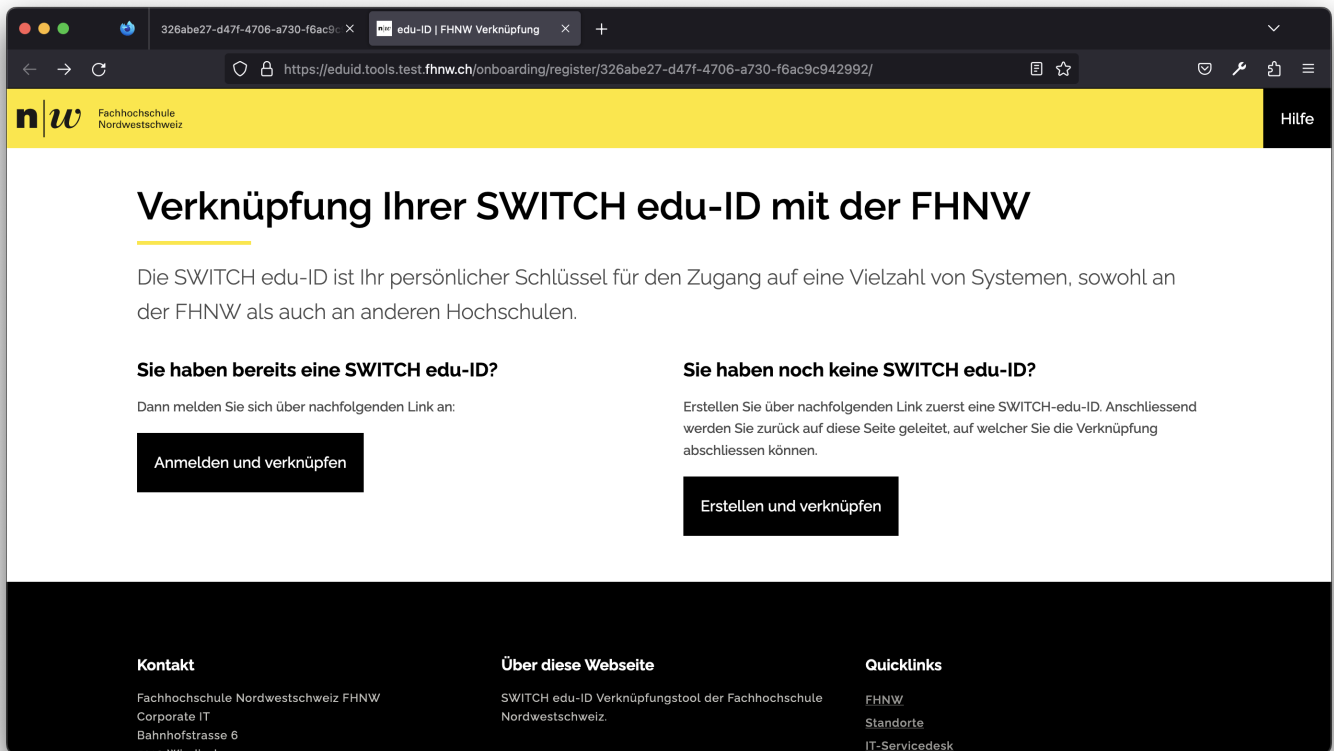 326abe27-d47f-4706-a730-f6ac9c
edu-ID | FHNW Verknüpfung
https://eduid.tools.test.fhnw.ch/onboarding/register/326abe27-d47f-4706-a730-f6ac9c942992/
n|w
Fachhochschule
Nordwestschweiz
Hilfe
Verknüpfung Ihrer SWITCH edu-ID mit der FHNW
Die SWITCH edu-ID ist Ihr persönlicher Schlüssel für den Zugang auf eine Vielzahl von Systemen, sowohl an
der FHNW als auch an anderen Hochschulen.
Sie haben bereits eine SWITCH edu-ID?
Dann melden Sie sich über nachfolgenden Link an:
Anmelden und verknüpfen
Sie haben noch keine SWITCH edu-ID?
Erstellen Sie über nachfolgenden Link zuerst eine SWITCH-edu-ID. Anschliessend
werden Sie zurück auf diese Seite geleitet, auf welcher Sie die Verknüpfung
abschliessen können.
Erstellen und verknüpfen
Kontakt
Fachhochschule Nordwestschweiz FHNW
Corporate IT
Bahnhofstrasse 6
Über diese Webseite
SWITCH edu-ID Verknüpfungstool der Fachhochschule
Nordwestschweiz.
Quicklinks
FHNW
Standorte
IT-Servicedesk